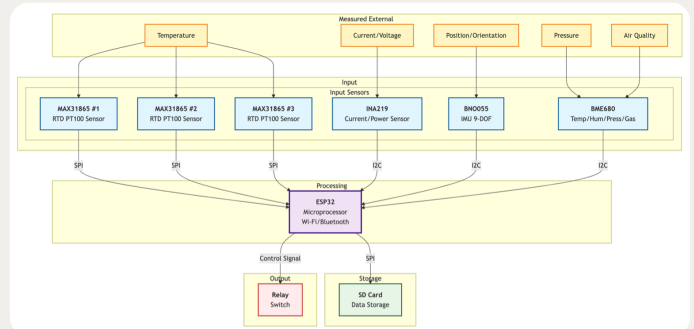 Measured External
Temperature
Current/Voltage
Position/Orientation
Pressure
Air Quality
Input
Input Sensors
MAX31865 #1
RTD PT100 Sensor
MAX31865 #2
RTD PT100 Sensor
MAX31865 #3
RTD PT100 Sensor
INA219
Current/Power Sensor
BNO055
IMU 9-DOF
BME680
Temp/Hum/Press/Gas
SPI
SPI
SPI
I2C
I2C
I2C
Processing
ESP32
Microprocessor
Wi-Fi/Bluetooth
Control Signal
SPI
Output
Relay
Switch
Storage
SD Card
Data Storage